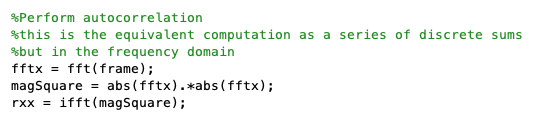 %Perform autocorrelation
%this is the equivalent computation as a series of discrete sums
%but in the frequency domain
fftx = fft(frame);
magSquare = abs(fftx).*abs(fftx);
rxx = ifft(magSquare);